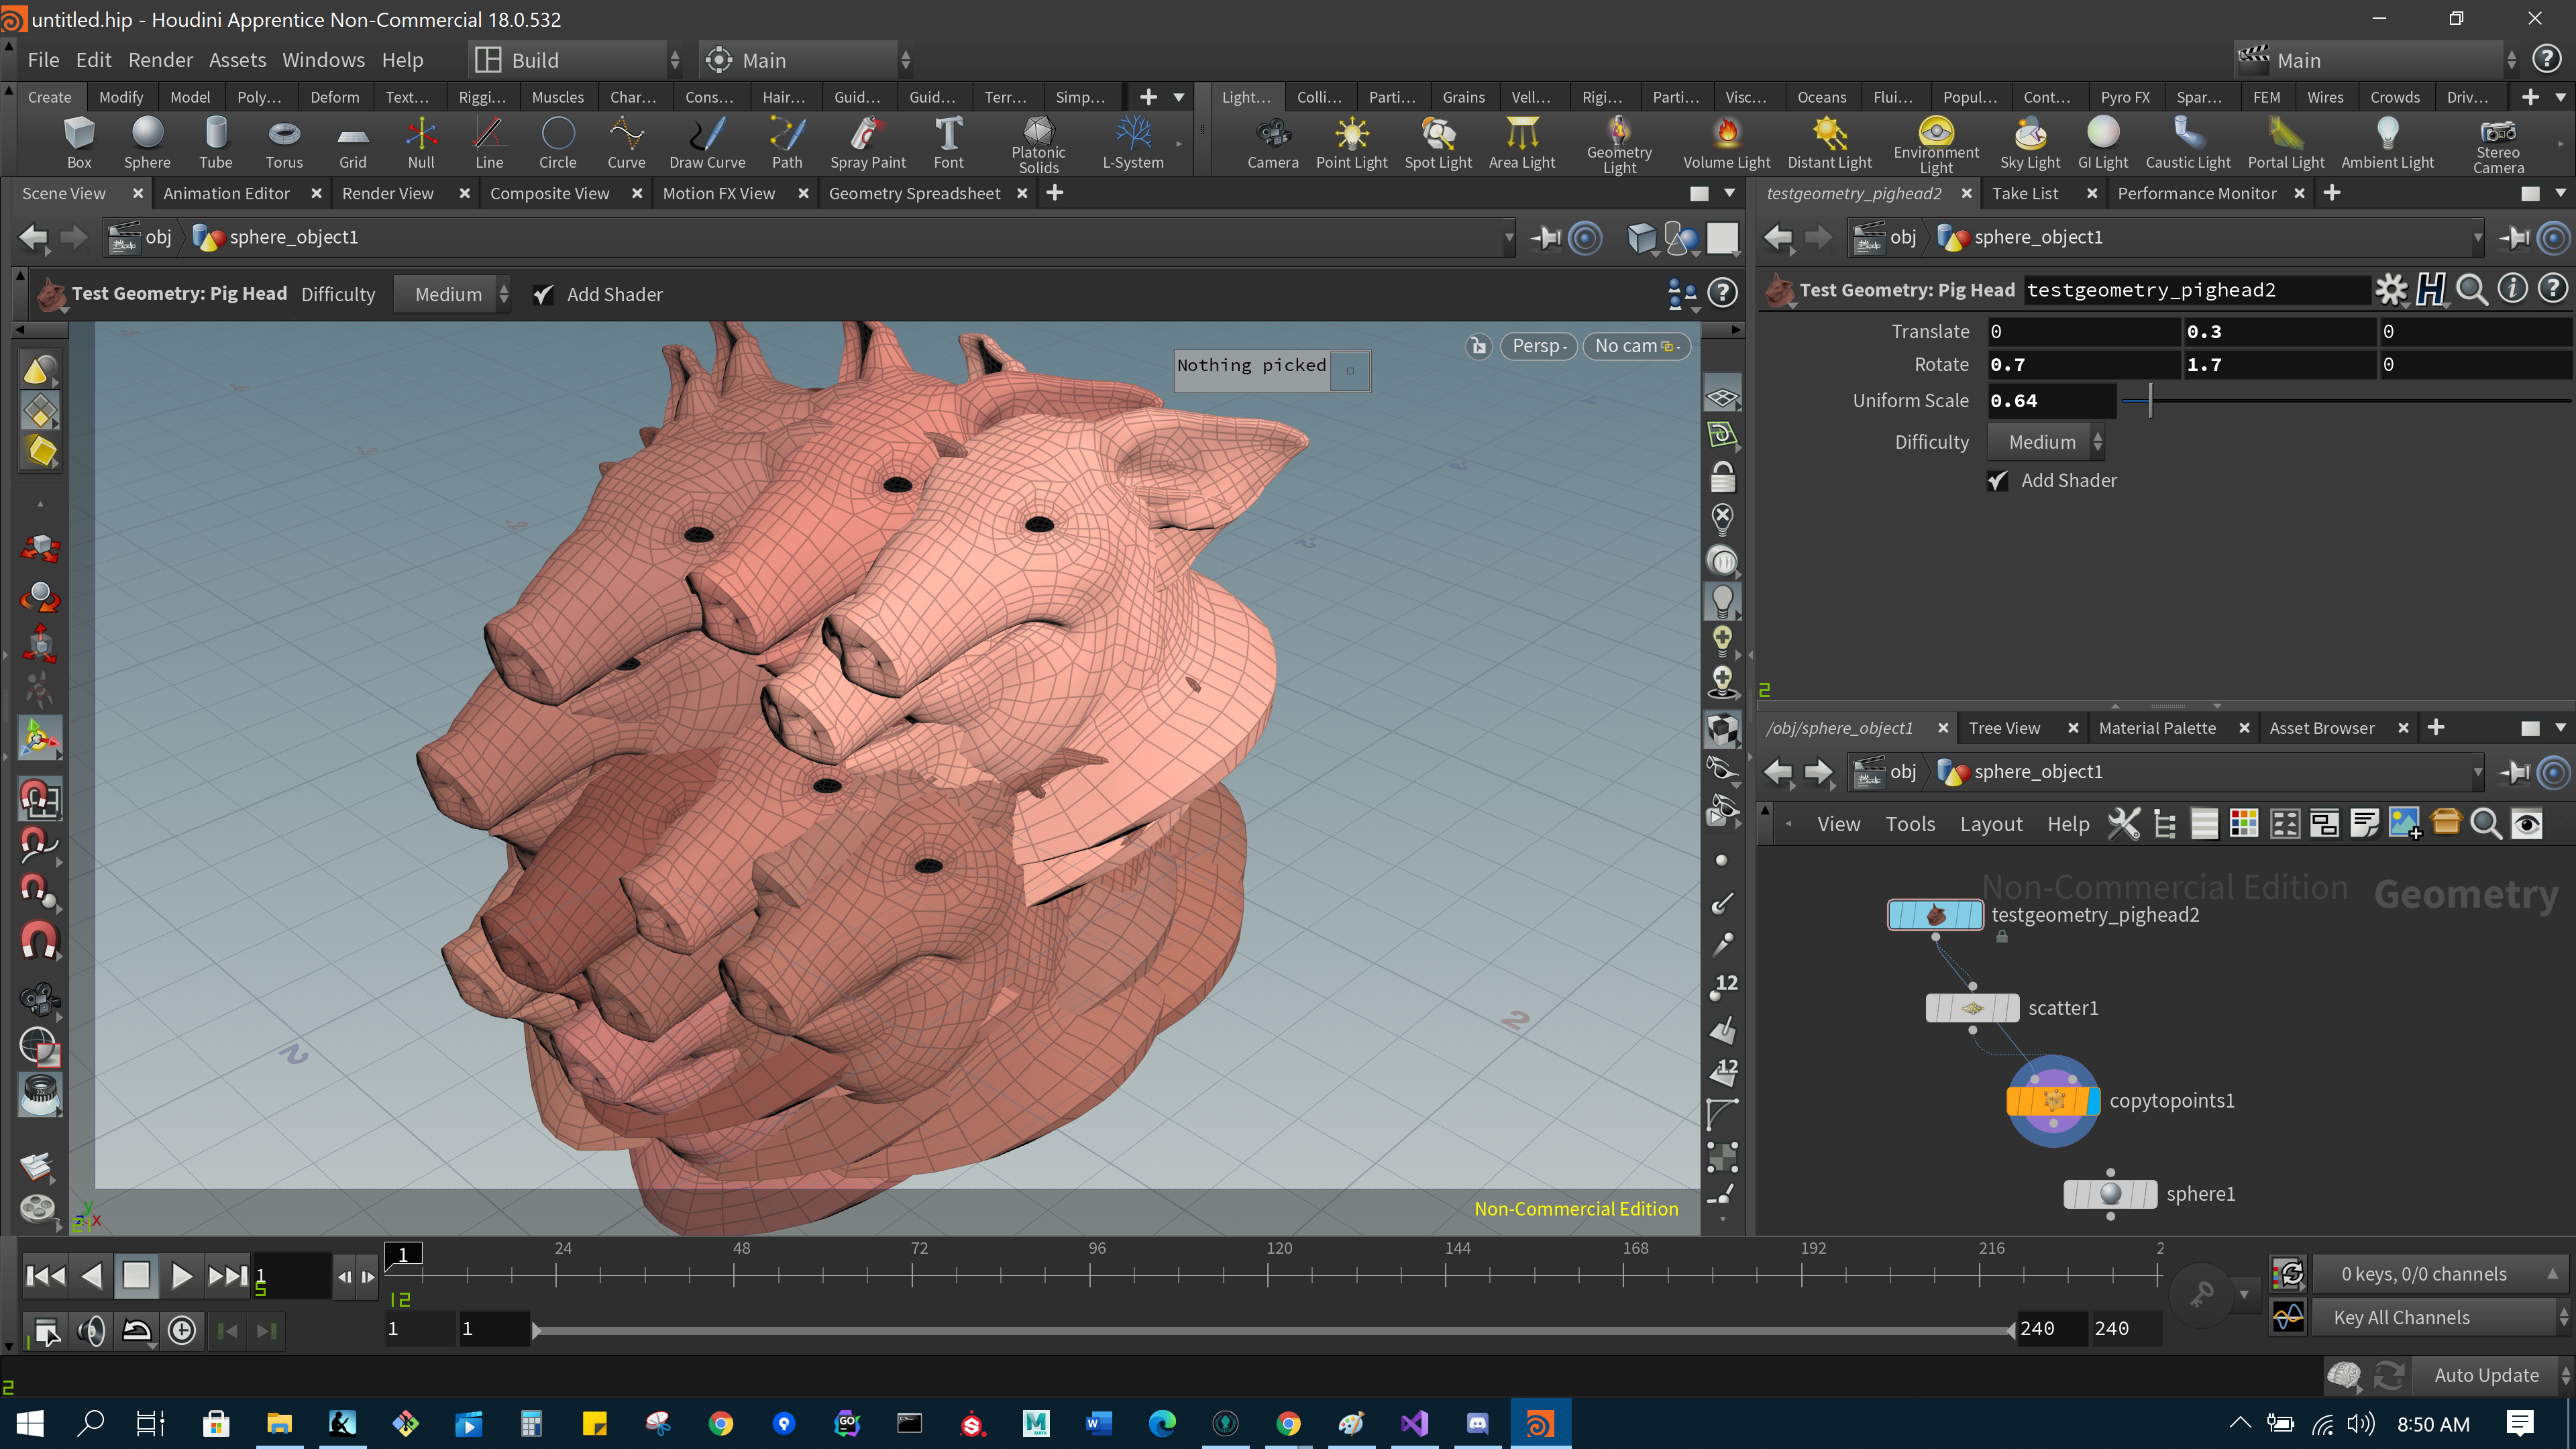 untitled.hip - Houdini Apprentice Non-Commercial 18.0.532
File Edit Render Assets Windows Help Build Main Main
Create Modify Model Poly... Deform Text... Riggi... Muscles Char... Cons... Hair... Guid... Guid... Terr... Simp... Light... Colli... Parti... Grains Vell... Rigi... Parti... Visc... Oceans Flui... Popul... Cont... Pyro FX Spar... FEM Wires Crowds Driv...
Box Sphere Tube Torus Grid Null Line Circle Curve Draw Curve Path Spray Paint Font Platonic Solids L-System Camera Point Light Spot Light Area Light Geometry Light Volume Light Distant Light Environment Light Sky Light GI Light Caustic Light Portal Light Ambient Light Stereo Camera
Scene View Animation Editor Render View Composite View Motion FX View Geometry Spreadsheet
obj sphere_object1
Test Geometry: Pig Head Difficulty Medium Add Shader
Nothing picked
Persp No cam
2
2
Non-Commercial Edition
y
x
testgeometry_pighead2 Take List Performance Monitor
obj sphere_object1
Test Geometry: Pig Head testgeometry_pighead2
Translate 0 0.3 0
Rotate 0.7 1.7 0
Uniform Scale 0.64
Difficulty Medium
Add Shader
2
/obj/sphere_object1 Tree View Material Palette Asset Browser
obj sphere_object1
View Tools Layout Help
Non-Commercial Edition Geometry
testgeometry_pighead2
scatter1
copytopoints1
sphere1
12
12
1 24 48 72 96 120 144 168 192 216 2
1
5
12
1 1 240 240
0 keys, 0/0 channels
Key All Channels
2
Auto Update
8:50 AM